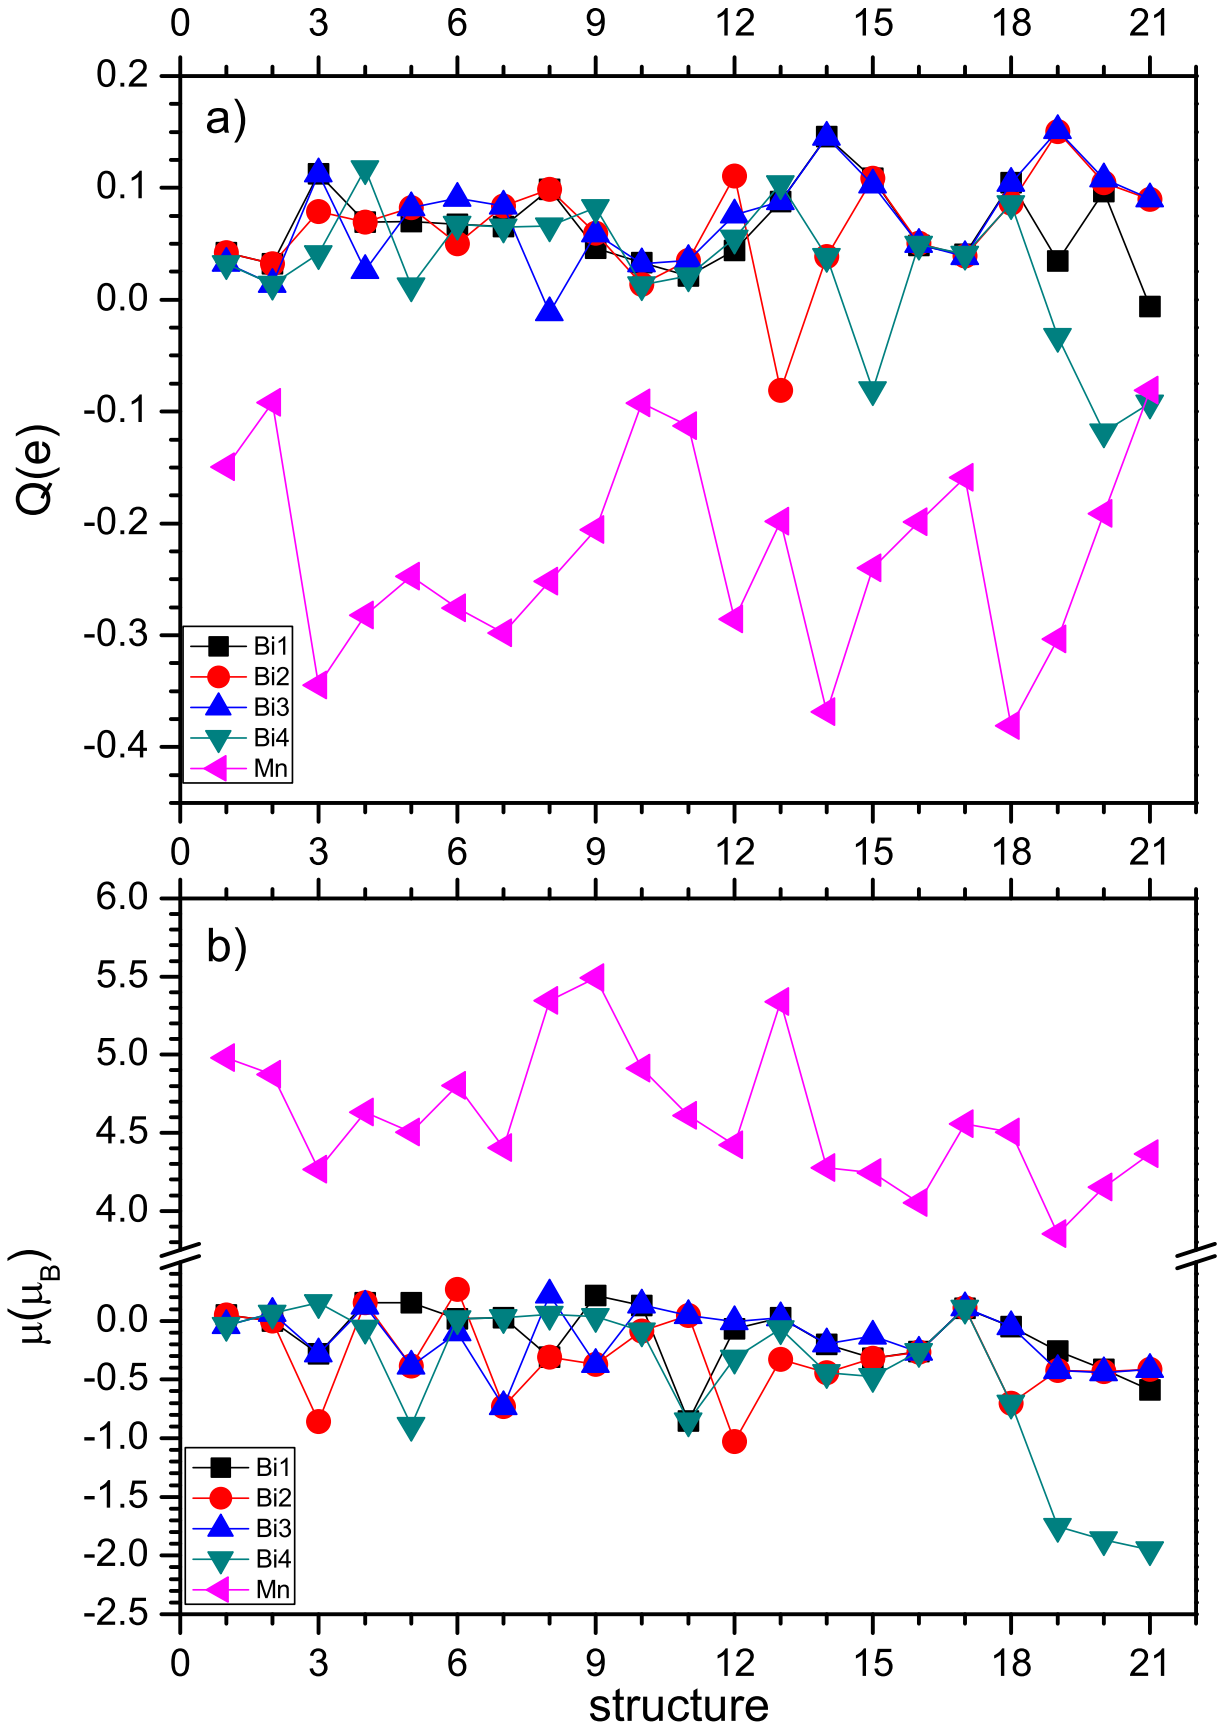 0 3 6 9 12 15 18 21
a)
0.2
0.1
0.0
-0.1
-0.2
-0.3
-0.4
Q(e)
Bi1
Bi2
Bi3
Bi4
Mn
0 3 6 9 12 15 18 21
b)
6.0
5.5
5.0
4.5
4.0
0.0
-0.5
-1.0
-1.5
-2.0
-2.5
μ(μB)
Bi1
Bi2
Bi3
Bi4
Mn
0 3 6 9 12 15 18 21
structure